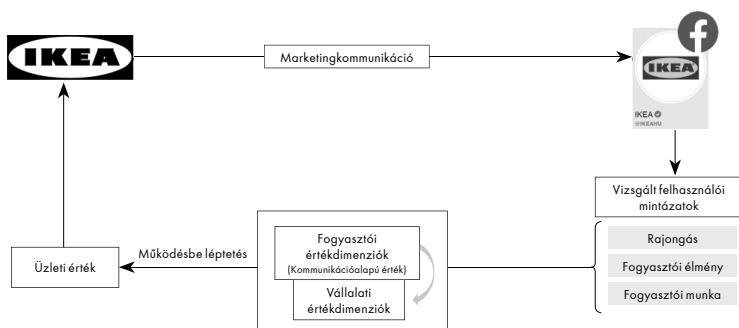 IKEA
Marketingkommunikáció
IKEA
IKEA
@IKEAHU
Vizsgált felhasználói
mintázatok
Rajongás
Fogyasztói élmény
Fogyasztói munka
Fogyasztói
értékdimenziók
(Kommunikációalapú érték)
Vállalati
értékdimenziók
Működésbe léptetés
Üzleti érték